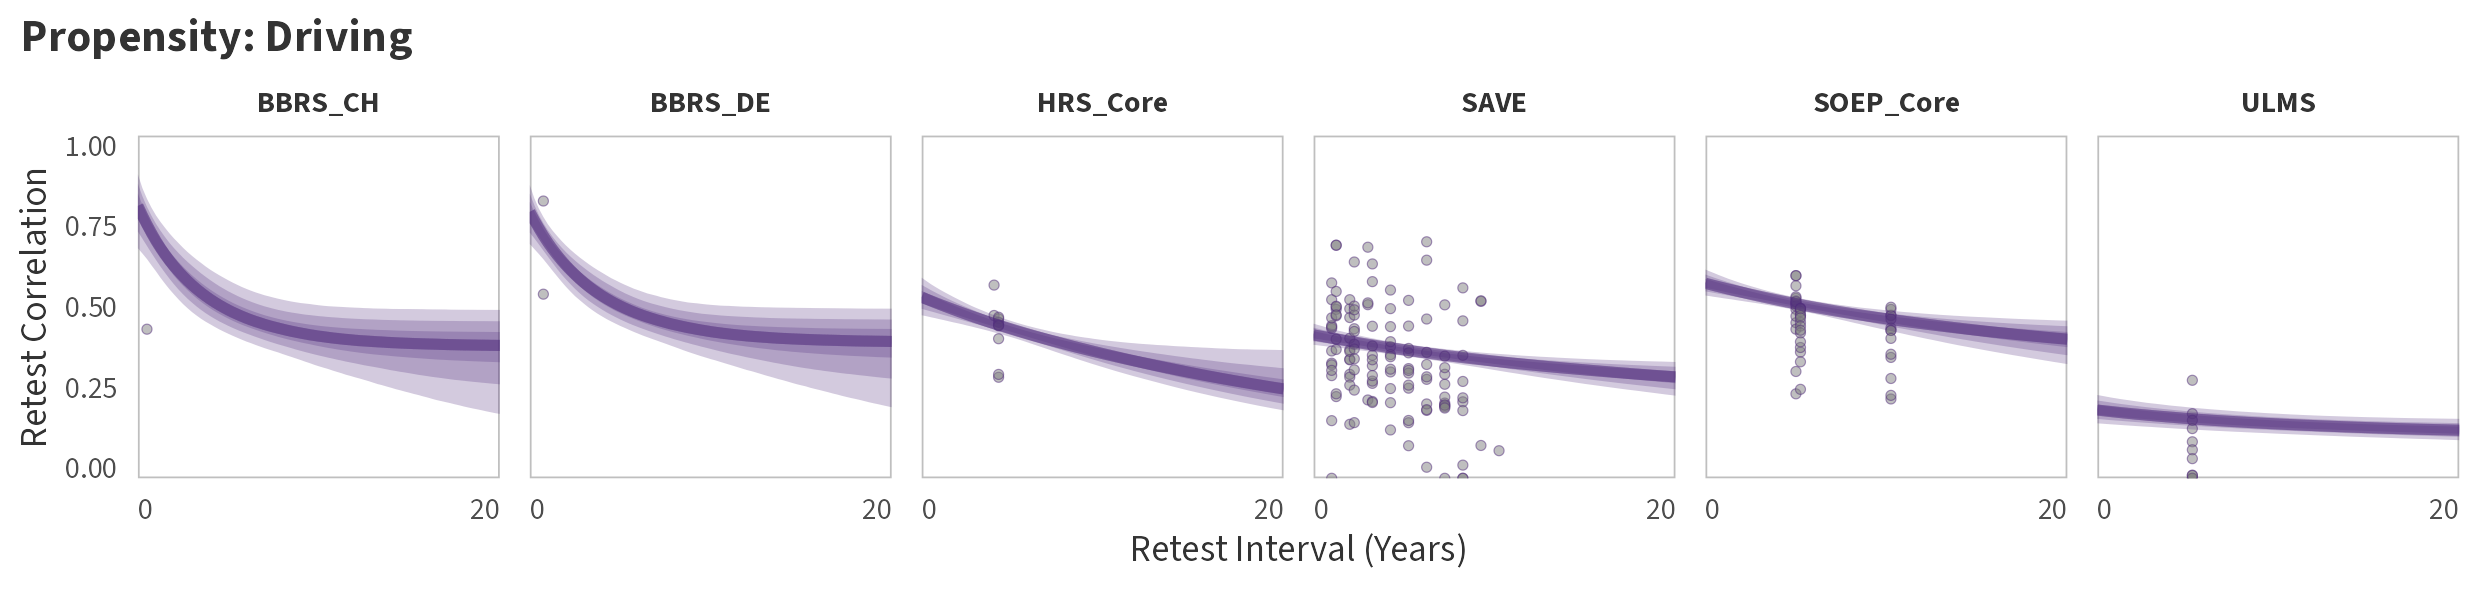 Propensity: Driving
BBRS_CH BBRS_DE HRS_Core SAVE SOEP_Core ULMS
Retest Correlation
1.00
0.75
0.50
0.25
0.00
0 20 0 20 0 20 0 20 0 20 0 20
Retest Interval (Years)